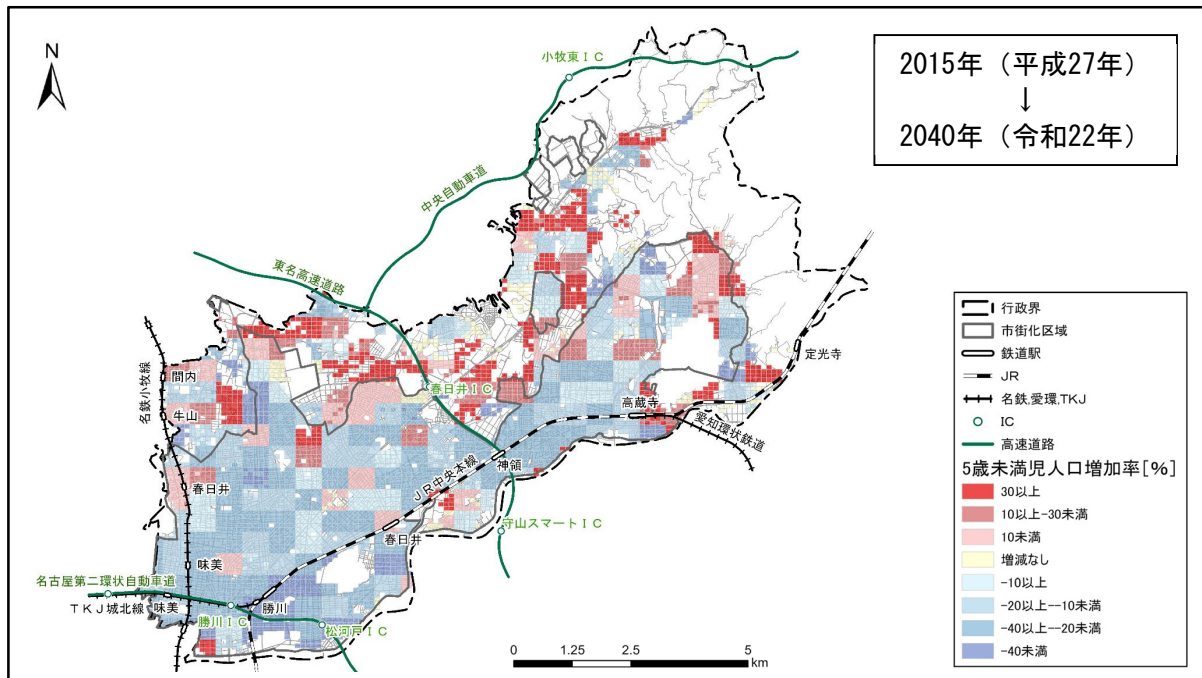 N
2015年（平成27年）
↓
2040年（令和22年）
小牧東ＩＣ
中央自動車道
東名高速道路
名鉄小牧線
間内
牛山
春日井
味美
春日井ＩＣ
高蔵寺
定光寺
愛知環状鉄道
神領
ＪＲ中央本線
守山スマートＩＣ
春日井
名古屋第二環状自動車道
ＴＫＪ城北線
味美
勝川
勝川ＩＣ
松河戸ＩＣ
0 1.25 2.5 5
km
行政界
市街化区域
鉄道駅
JR
名鉄,愛環,TKJ
IC
高速道路
5歳未満児人口増加率[%]
30以上
10以上-30未満
10未満
増減なし
-10以上
-20以上--10未満
-40以上--20未満
-40未満